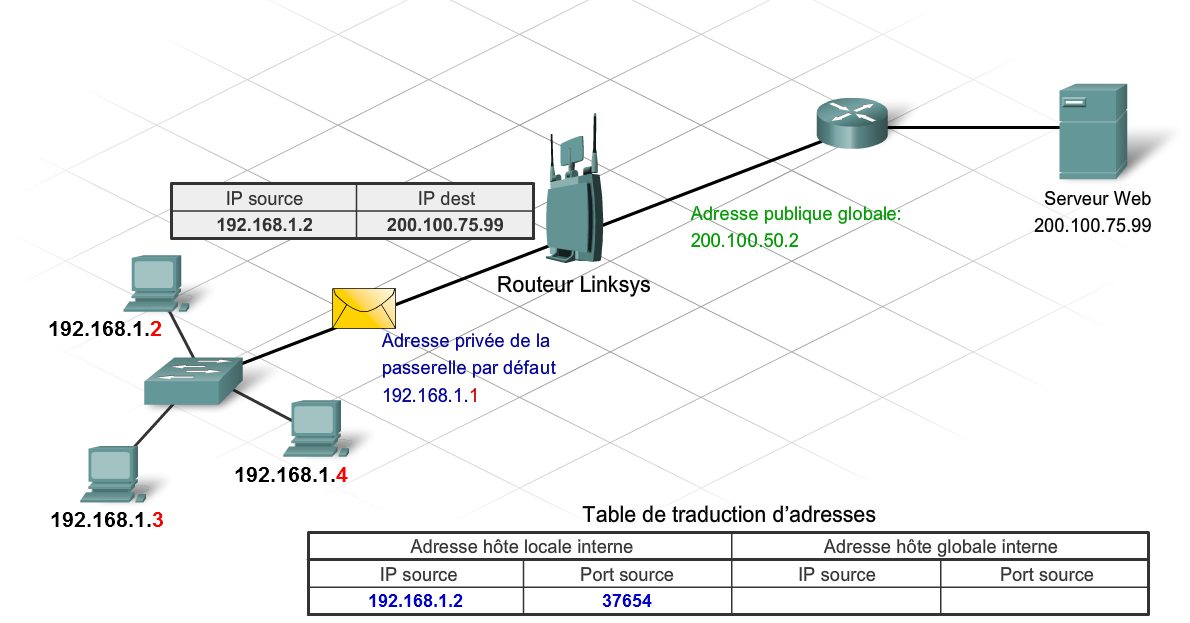 IP source IP dest
192.168.1.2 200.100.75.99
Serveur Web
200.100.75.99
Adresse publique globale:
200.100.50.2
Routeur Linksys
192.168.1.2
Adresse privée de la
passerelle par défaut
192.168.1.1
192.168.1.4
192.168.1.3
Table de traduction d'adresses
Adresse hôte locale interne Adresse hôte globale interne
IP source Port source IP source Port source
192.168.1.2 37654